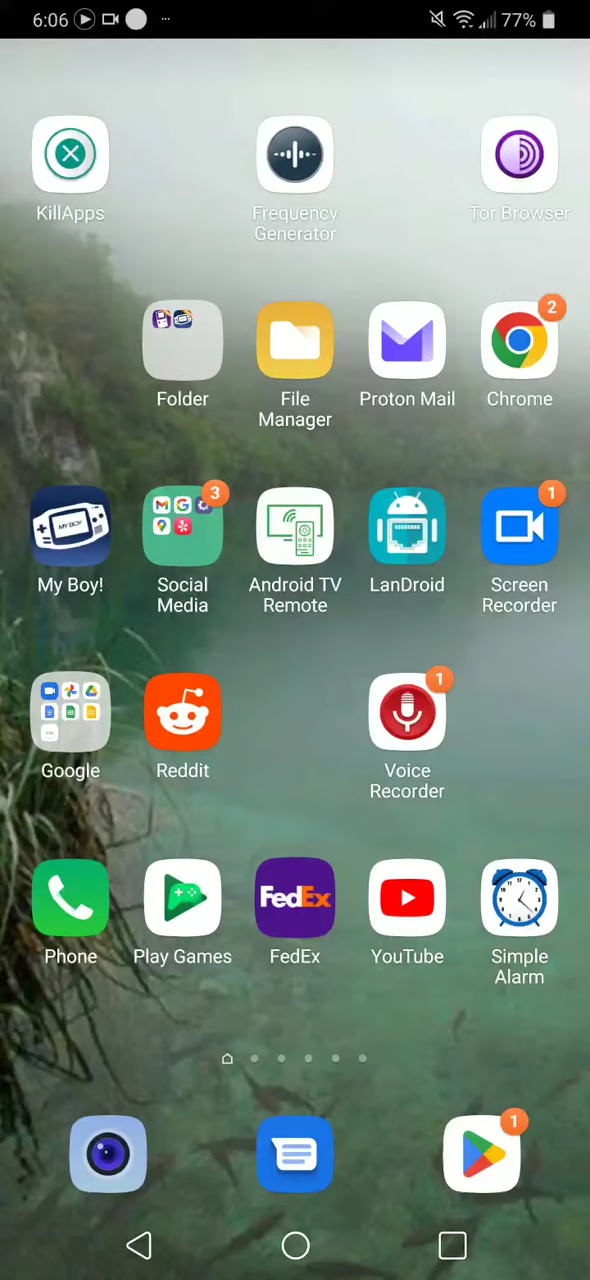 6:06
77%
KillApps
Frequency
Generator
Tor Browser
2
Folder
File
Manager
Proton Mail
Chrome
3
1
MY BOY!
My Boy!
Social
Media
Android TV
Remote
LanDroid
Screen
Recorder
1
Google
Reddit
Voice
Recorder
FedEx
Phone
Play Games
FedEx
YouTube
Simple
Alarm
1